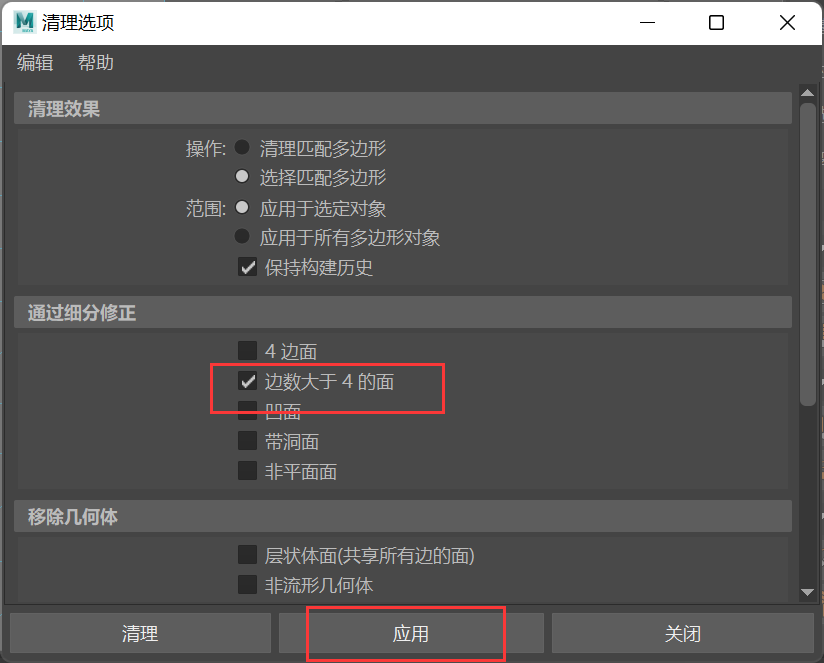 清理选项
编辑 帮助
清理效果
操作: 清理匹配多边形
选择匹配多边形
范围: 应用于选定对象
应用于所有多边形对象
保持构建历史
通过细分修正
4 边面
边数大于 4 的面
凹面
带洞面
非平面面
移除几何体
层状体面(共享所有边的面)
非流形几何体
清理 应用 关闭